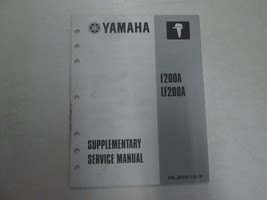 YAMAHA
F200A
LF200A
SUPPLEMENTARY
SERVICE MANUAL